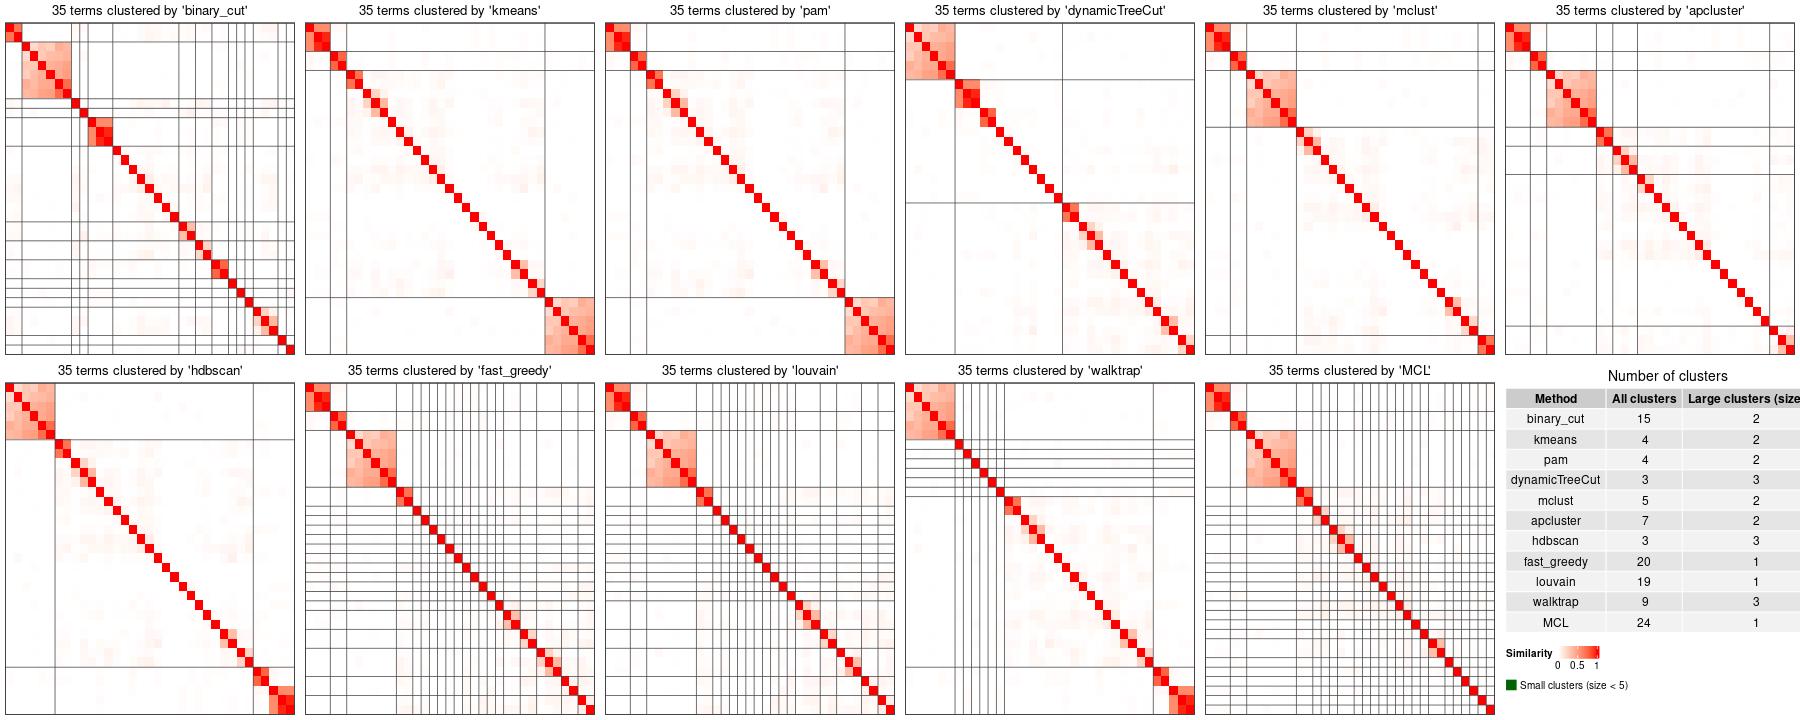 35 terms clustered by 'binary_cut'
35 terms clustered by 'kmeans'
35 terms clustered by 'pam'
35 terms clustered by 'dynamicTreeCut'
35 terms clustered by 'mclust'
35 terms clustered by 'apcluster'
35 terms clustered by 'hdbscan'
35 terms clustered by 'fast_greedy'
35 terms clustered by 'louvain'
35 terms clustered by 'walktrap'
35 terms clustered by 'MCL'
Number of clusters
Method All clusters Large clusters (size
binary_cut 15 2
kmeans 4 2
pam 4 2
dynamicTreeCut 3 3
mclust 5 2
apcluster 7 2
hdbscan 3 3
fast_greedy 20 1
louvain 19 1
walktrap 9 3
MCL 24 1
Similarity
0 0.5 1
Small clusters (size < 5)